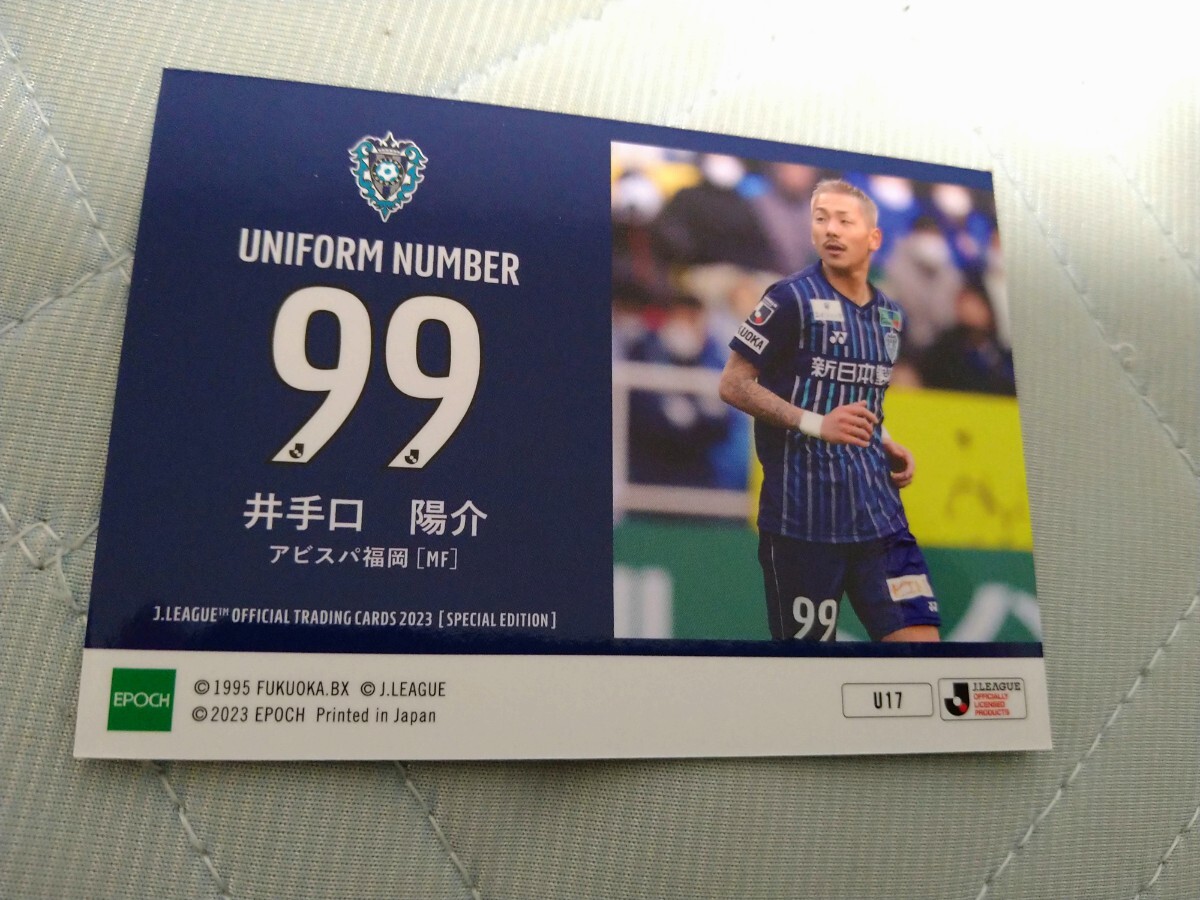 UNIFORM NUMBER
99
井手口 陽介
アビスパ福岡[MF]
J.LEAGUE™ OFFICIAL TRADING CARDS 2023 [SPECIAL EDITION]
UOKA
新日本製
99
EPOCH
©1995 FUKUOKA.BX ©J.LEAGUE
©2023 EPOCH Printed in Japan
U17
J.LEAGUE
OFFICIALLY
LICENSED
PRODUCTS